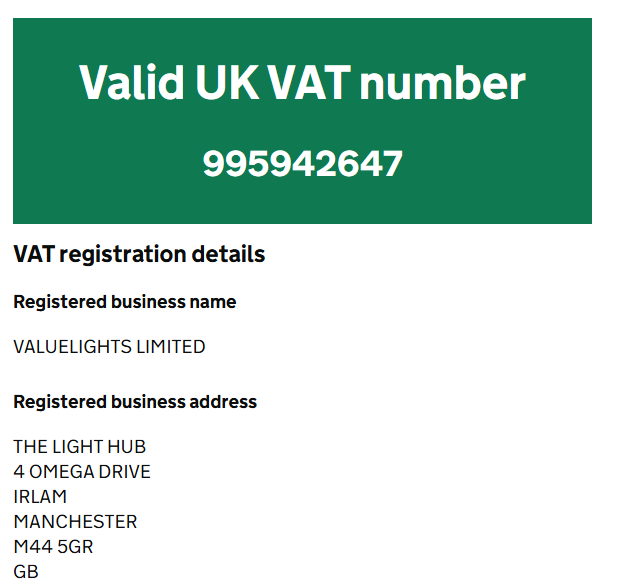 Valid UK VAT number
995942647
VAT registration details
Registered business name
VALUELIGHTS LIMITED
Registered business address
THE LIGHT HUB
4 OMEGA DRIVE
IRLAM
MANCHESTER
M44 5GR
GB